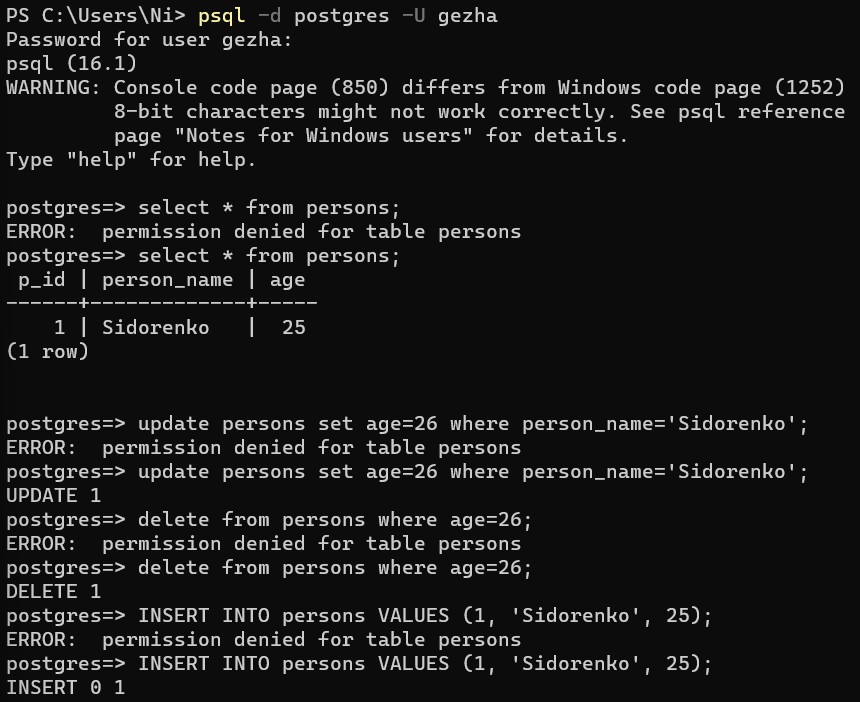 PS C:\Users\Ni> psql -d postgres -U gezha
Password for user gezha:
psql (16.1)
WARNING: Console code page (850) differs from Windows code page (1252)
         8-bit characters might not work correctly. See psql reference
         page "Notes for Windows users" for details.
Type "help" for help.

postgres=> select * from persons;
ERROR:  permission denied for table persons
postgres=> select * from persons;
 p_id | person_name | age
------+-------------+-----
    1 | Sidorenko   |  25
(1 row)


postgres=> update persons set age=26 where person_name='Sidorenko';
ERROR:  permission denied for table persons
postgres=> update persons set age=26 where person_name='Sidorenko';
UPDATE 1
postgres=> delete from persons where age=26;
ERROR:  permission denied for table persons
postgres=> delete from persons where age=26;
DELETE 1
postgres=> INSERT INTO persons VALUES (1, 'Sidorenko', 25);
ERROR:  permission denied for table persons
postgres=> INSERT INTO persons VALUES (1, 'Sidorenko', 25);
INSERT 0 1